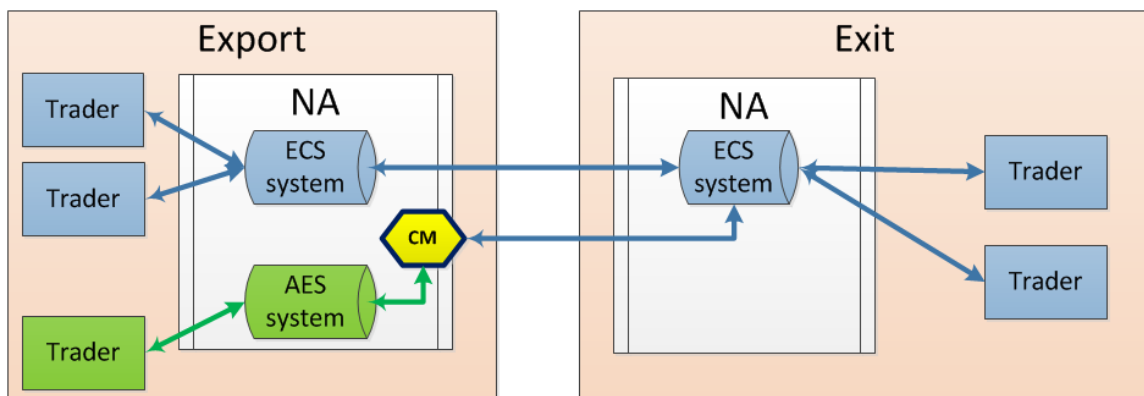 Export
Trader
Trader
Trader
NA
ECS
system
CM
AES
system
Exit
NA
ECS
system
Trader
Trader